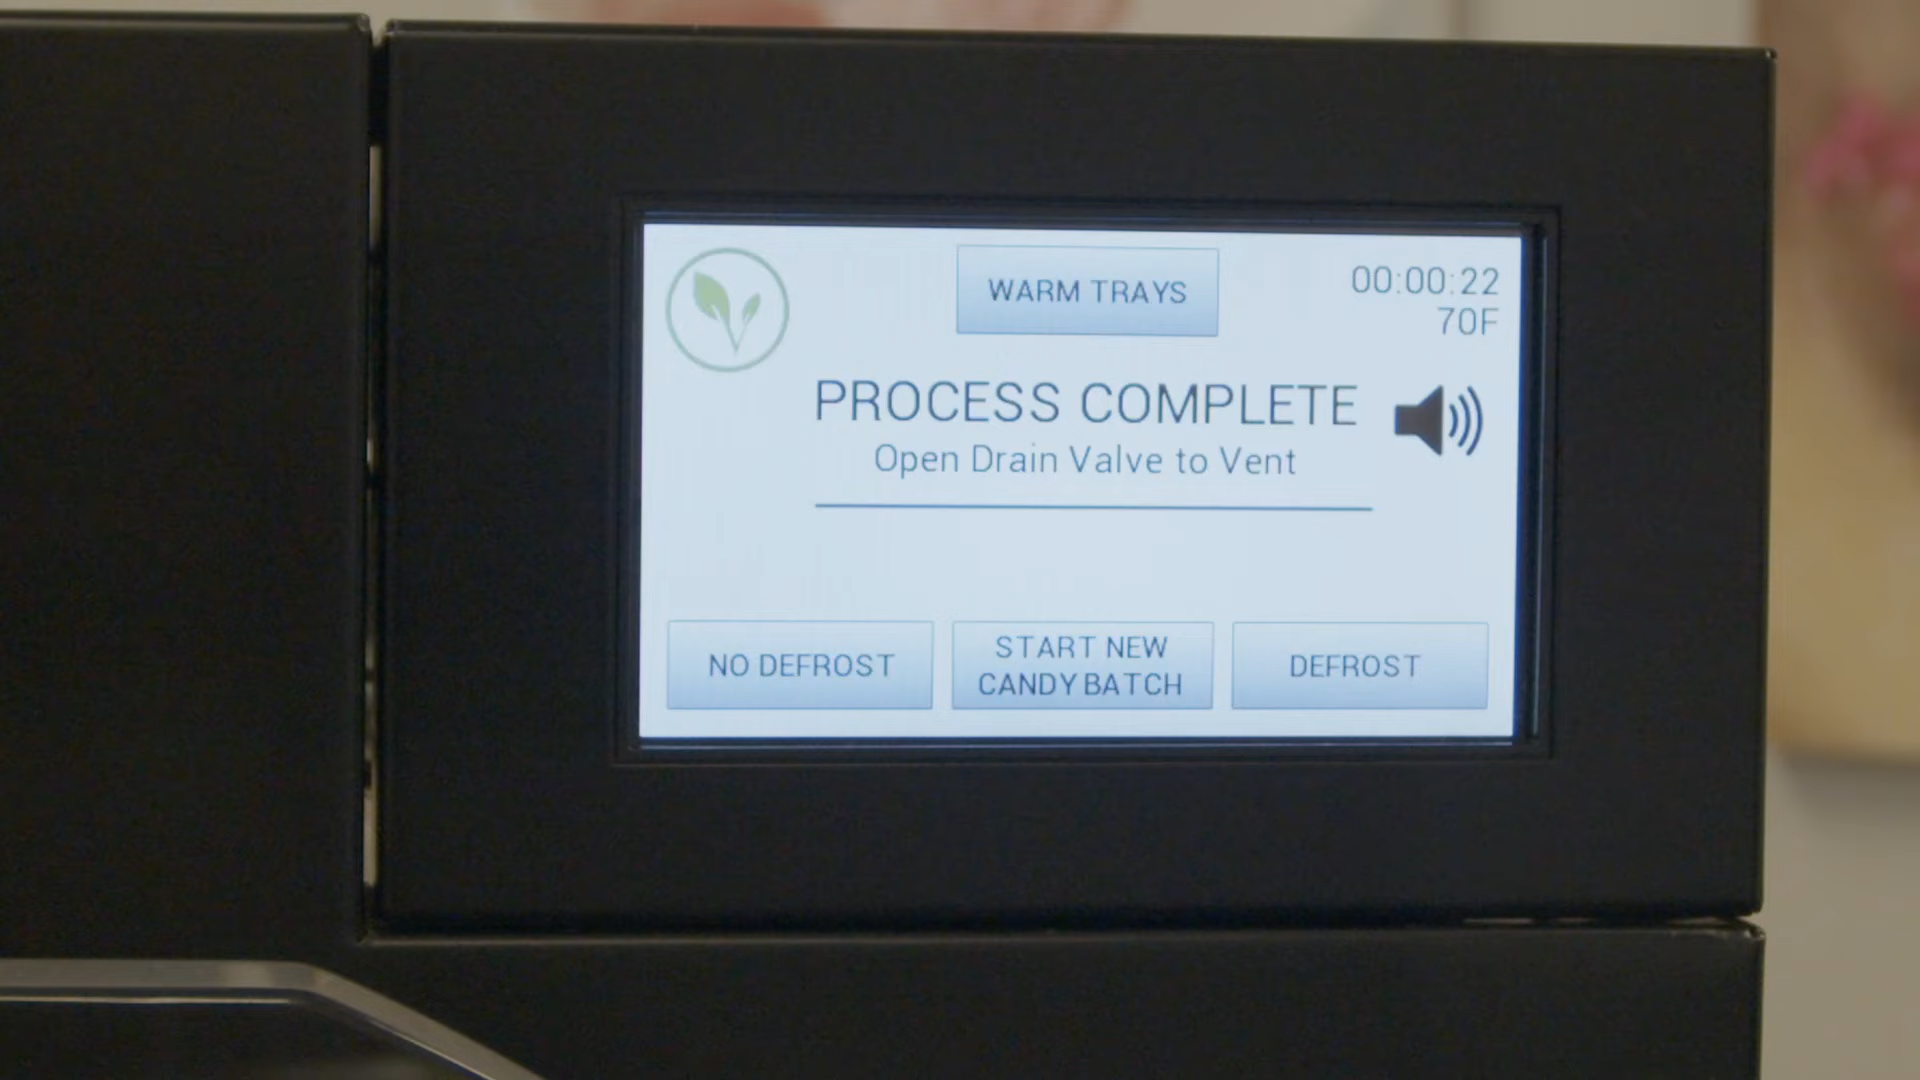 WARM TRAYS
00:00:22
70F
PROCESS COMPLETE
Open Drain Valve to Vent
NO DEFROST
START NEW
CANDY BATCH
DEFROST